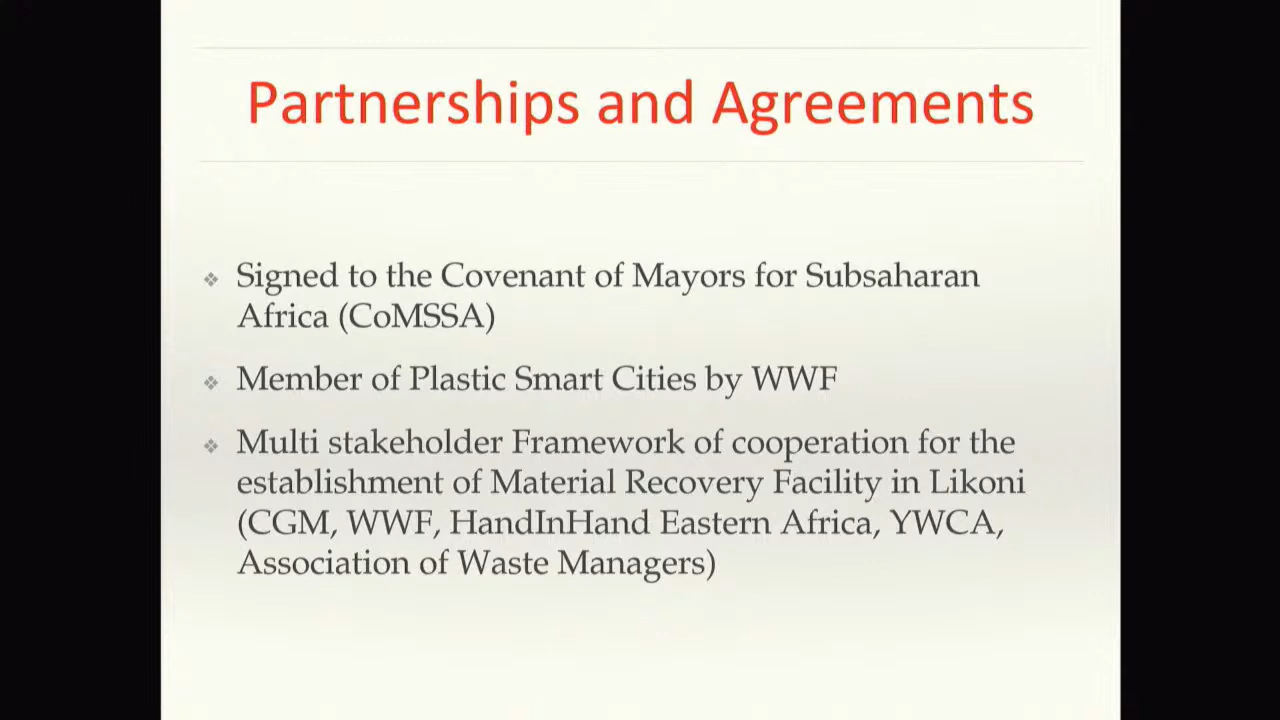 Partnerships and Agreements
Signed to the Covenant of Mayors for Subsaharan
Africa (CoMSSA)
Member of Plastic Smart Cities by WWF
Multi stakeholder Framework of cooperation for the
establishment of Material Recovery Facility in Likoni
(CGM, WWF, HandInHand Eastern Africa, YWCA,
Association of Waste Managers)